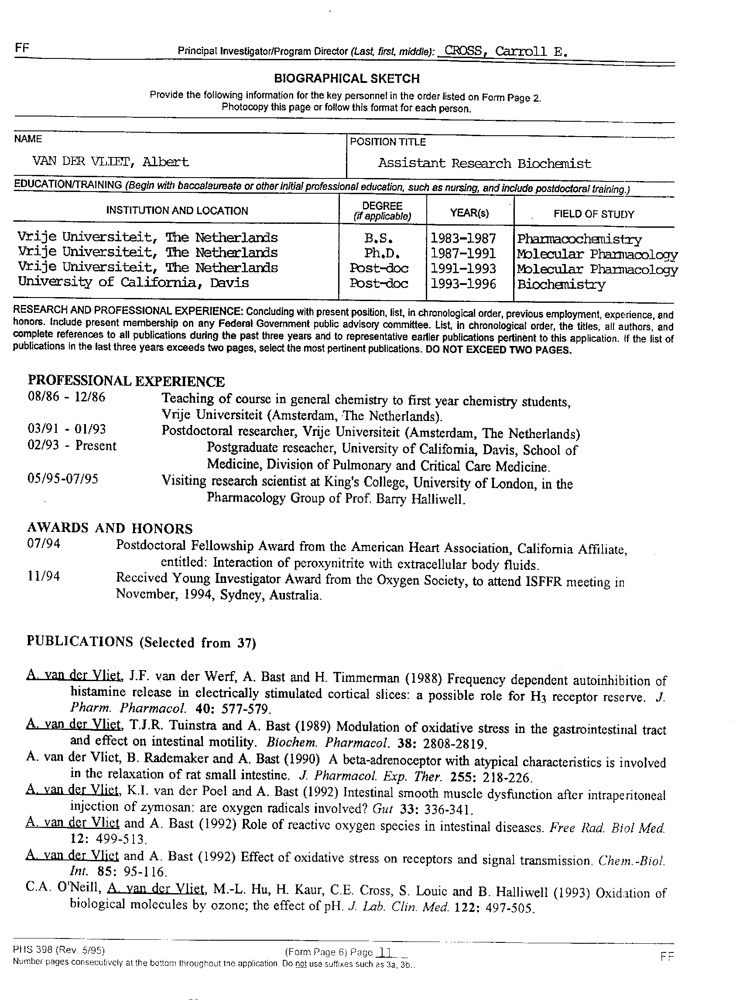 FF
Principal Investigator/Program Director (Last, first, middle): CROSS, Carroll E.
BIOGRAPHICAL SKETCH
Provide the following information for the key personnel in the order listed on Form Page 2.
Photocopy this page or follow this format for each person.
NAME
POSITION TITLE
VAN DER VLIET, Albert
Assistant Research Biochemist
EDUCATION/TRAINING (Begin with baccalaureate or other initial professional education, such as nursing, and include postdoctoral training.)
INSTITUTION AND LOCATION
DEGREE (if applicable)
YEAR(s)
FIELD OF STUDY
Vrije Universiteit, The Netherlands B.S. 1983-1987 Pharmacochemistry
Vrije Universiteit, The Netherlands Ph.D. 1987-1991 Molecular Pharmacology
Vrije Universiteit, The Netherlands Post-doc 1991-1993 Molecular Pharmacology
University of California, Davis Post-doc 1993-1996 Biochemistry
RESEARCH AND PROFESSIONAL EXPERIENCE: Concluding with present position, list, in chronological order, previous employment, experience, and
honors. Include present membership on any Federal Government public advisory committee. List, in chronological order, the titles, all authors, and
complete references to all publications during the past three years and to representative earlier publications pertinent to this application. If the list of
publications in the last three years exceeds two pages, select the most pertinent publications. DO NOT EXCEED TWO PAGES.
PROFESSIONAL EXPERIENCE
08/86 - 12/86 Teaching of course in general chemistry to first year chemistry students,
Vrije Universiteit (Amsterdam, The Netherlands).
03/91 - 01/93 Postdoctoral researcher, Vrije Universiteit (Amsterdam, The Netherlands)
02/93 - Present Postgraduate reseacher, University of California, Davis, School of
Medicine, Division of Pulmonary and Critical Care Medicine.
05/95-07/95 Visiting research scientist at King's College, University of London, in the
Pharmacology Group of Prof. Barry Halliwell.
AWARDS AND HONORS
07/94 Postdoctoral Fellowship Award from the American Heart Association, California Affiliate,
entitled: Interaction of peroxynitrite with extracellular body fluids.
11/94 Received Young Investigator Award from the Oxygen Society, to attend ISFFR meeting in
November, 1994, Sydney, Australia.
PUBLICATIONS (Selected from 37)
A. van der Vliet, J.F. van der Werf, A. Bast and H. Timmerman (1988) Frequency dependent autoinhibition of
histamine release in electrically stimulated cortical slices: a possible role for H3 receptor reserve. J.
Pharm. Pharmacol. 40: 577-579.
A. van der Vliet, T.J.R. Tuinstra and A. Bast (1989) Modulation of oxidative stress in the gastrointestinal tract
and effect on intestinal motility. Biochem. Pharmacol. 38: 2808-2819.
A. van der Vliet, B. Rademaker and A. Bast (1990) A beta-adrenoceptor with atypical characteristics is involved
in the relaxation of rat small intestine. J. Pharmacol. Exp. Ther. 255: 218-226.
A. van der Vliet, K.I. van der Poel and A. Bast (1992) Intestinal smooth muscle dysfunction after intraperitoneal
injection of zymosan: are oxygen radicals involved? Gut 33: 336-341.
A. van der Vliet and A. Bast (1992) Role of reactive oxygen species in intestinal diseases. Free Rad. Biol Med.
12: 499-513.
A. van der Vliet and A. Bast (1992) Effect of oxidative stress on receptors and signal transmission. Chem.-Biol.
Int. 85: 95-116.
C.A. O'Neill, A. van der Vliet, M.-L. Hu, H. Kaur, C.E. Cross, S. Louie and B. Halliwell (1993) Oxidation of
biological molecules by ozone; the effect of pH. J. Lab. Clin. Med. 122: 497-505.
PHS 398 (Rev. 5/95) (Form Page 6) Page 11 FF
Number pages consecutively at the bottom throughout the application. Do not use suffixes such as 3a, 3b..